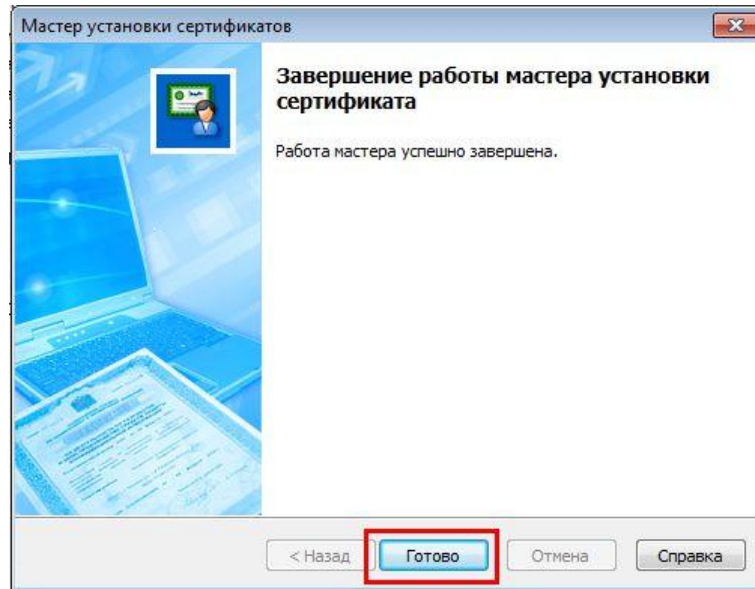 Мастер установки сертификатов
Завершение работы мастера установки
сертификата
Работа мастера успешно завершена.
< Назад
Готово
Отмена
Справка